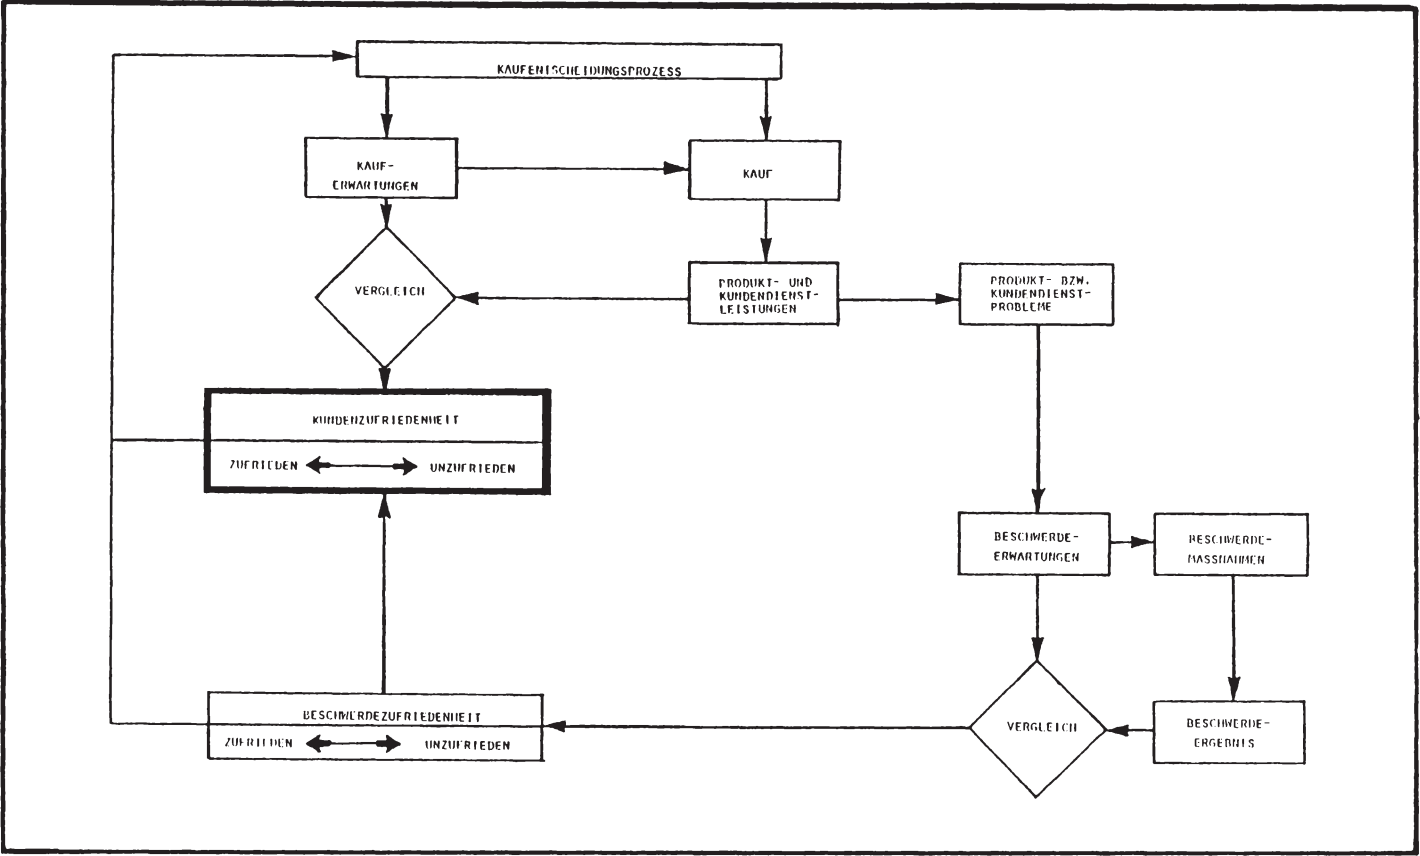 KAUFENTSCHEIDUNGSPROZESS
KAUF-
ERWARTUNGEN
KAUF
VERGLEICH
PRODUKT- UND
KUNDENDIENST-
LEISTUNGEN
PRODUKT- BZW.
KUNDENDIENST-
PROBLEME
KUNDENZUFRIEDENHEIT
ZUFRIEDEN UNZUFRIEDEN
BESCHWERDE-
ERWARTUNGEN
BESCHWERDE-
MASSNAHMEN
BESCHWERDEZUFRIEDENHEIT
ZUFRIEDEN UNZUFRIEDEN
VERGLEICH
BESCHWERDE-
ERGEBNIS